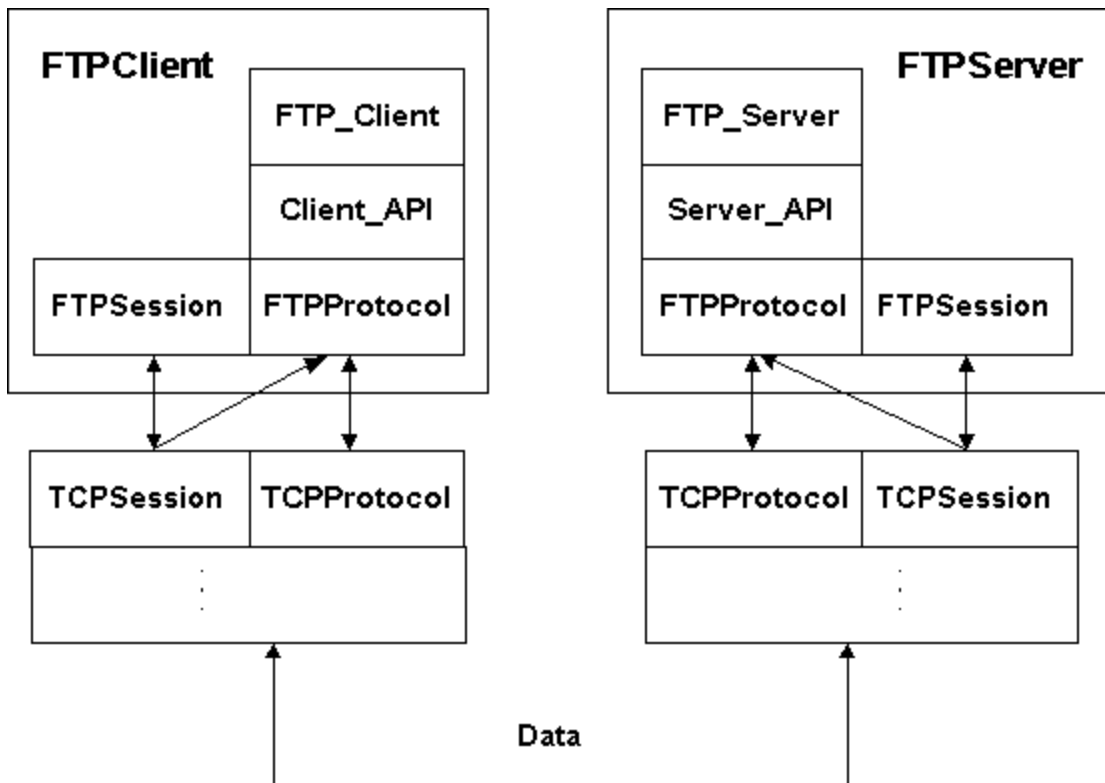 FTPClient
FTP_Client
Client_API
FTPSession
FTPProtocol
TCPSession
TCPProtocol
FTPServer
FTP_Server
Server_API
FTPProtocol
FTPSession
TCPProtocol
TCPSession
Data